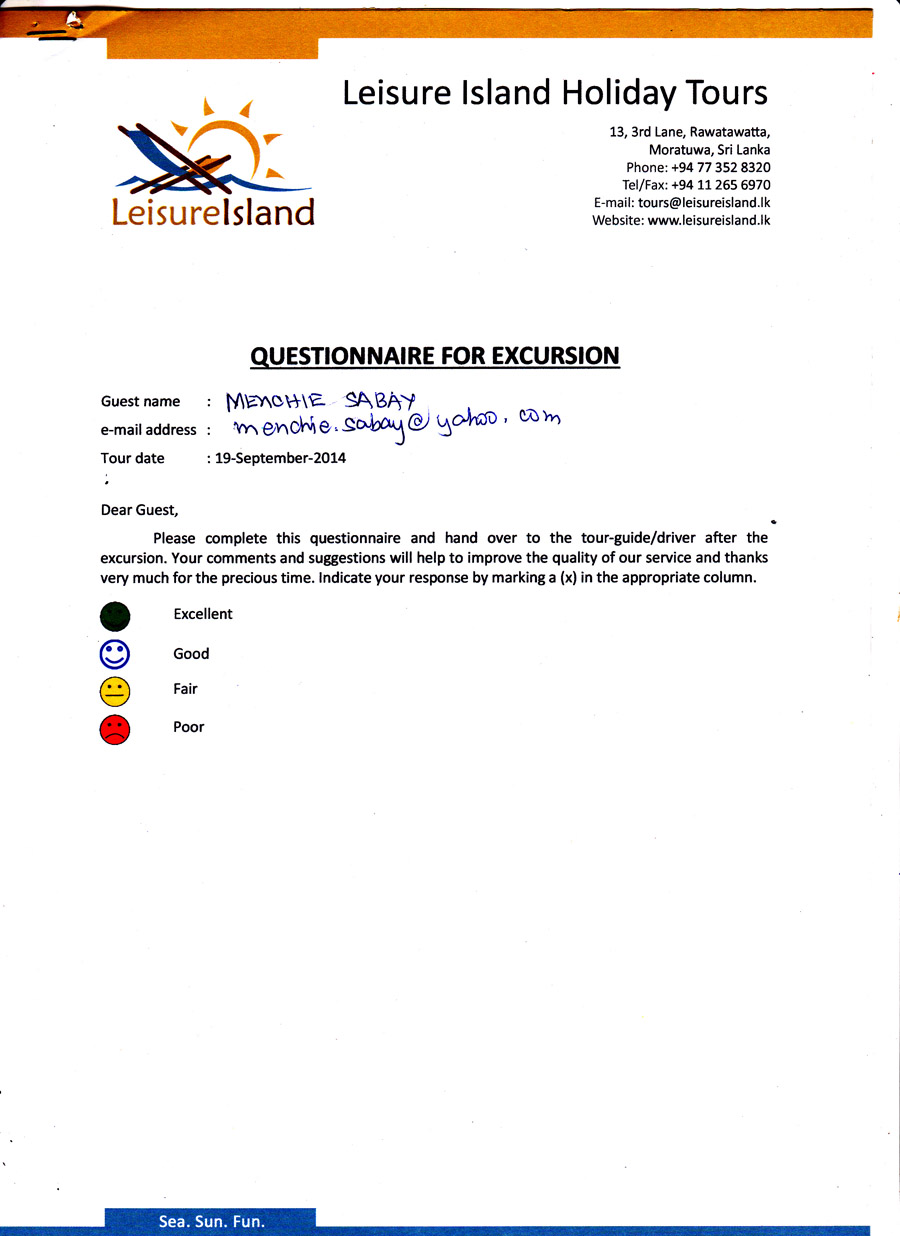 Leisure Island Holiday Tours
13, 3rd Lane, Rawatawatta,
Moratuwa, Sri Lanka
Phone: +94 77 352 8320
Tel/Fax: +94 11 265 6970
E-mail: tours@leisureisland.lk
Website: www.leisureisland.lk
LeisureIsland
QUESTIONNAIRE FOR EXCURSION
Guest name : MENCHIE SABAY
e-mail address : menchie.sabay@yahoo.com
Tour date : 19-September-2014
:
Dear Guest,
Please complete this questionnaire and hand over to the tour-guide/driver after the
excursion. Your comments and suggestions will help to improve the quality of our service and thanks
very much for the precious time. Indicate your response by marking a (x) in the appropriate column.
Excellent
Good
Fair
Poor
Sea. Sun. Fun.